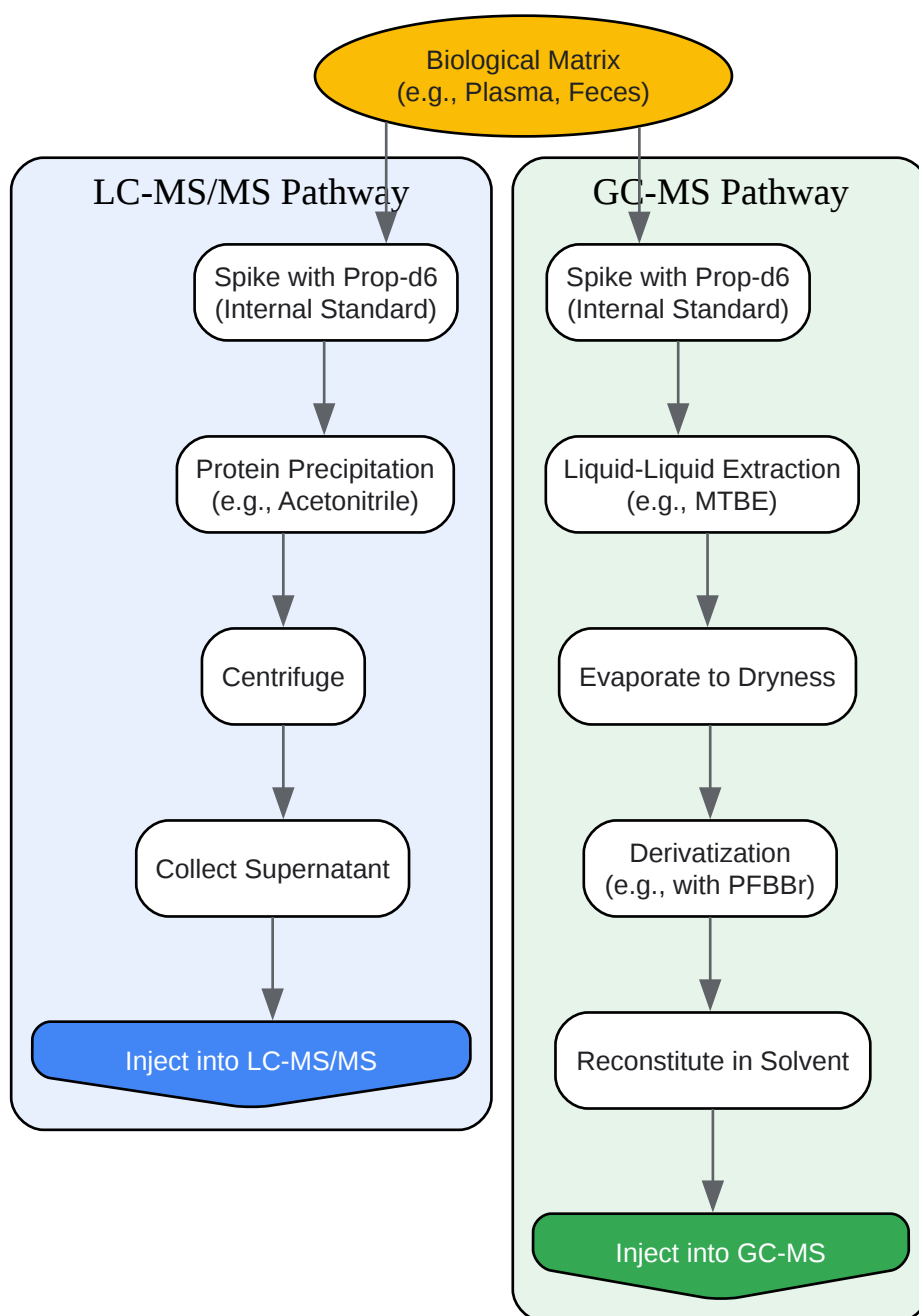 Biological Matrix
(e.g., Plasma, Feces)
LC-MS/MS Pathway
Spike with Prop-d6
(Internal Standard)
Protein Precipitation
(e.g., Acetonitrile)
Centrifuge
Collect Supernatant
Inject into LC-MS/MS
GC-MS Pathway
Spike with Prop-d6
(Internal Standard)
Liquid-Liquid Extraction
(e.g., MTBE)
Evaporate to Dryness
Derivatization
(e.g., with PFBBr)
Reconstitute in Solvent
Inject into GC-MS